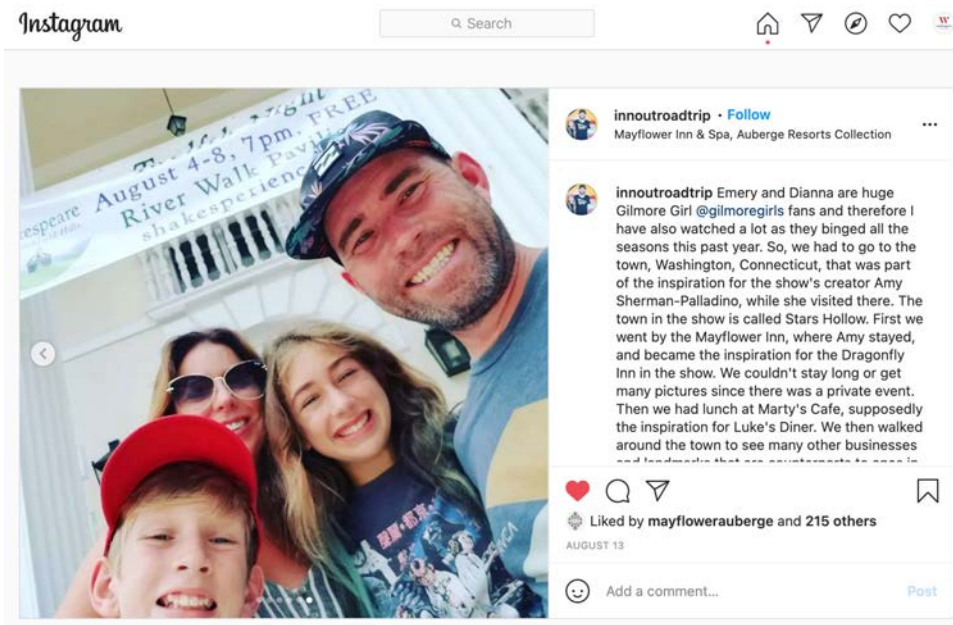 Instagram
Search
Night
August 4-8, 7pm, FREE
River Walk
shakesperience
espeare
Hills
innoutroadtrip • Follow
Mayflower Inn & Spa, Auberge Resorts Collection
innoutroadtrip Emery and Dianna are huge
Gilmore Girl @gilmoregirls fans and therefore I
have also watched a lot as they binged all the
seasons this past year. So, we had to go to the
town, Washington, Connecticut, that was part
of the inspiration for the show's creator Amy
Sherman-Palladino, while she visited there. The
town in the show is called Stars Hollow. First we
went by the Mayflower Inn, where Amy stayed,
and became the inspiration for the Dragonfly
Inn in the show. We couldn't stay long or get
many pictures since there was a private event.
Then we had lunch at Marty's Cafe, supposedly
the inspiration for Luke's Diner. We then walked
around the town to see many other businesses
Liked by mayflowerauberge and 215 others
AUGUST 13
Add a comment...
Post